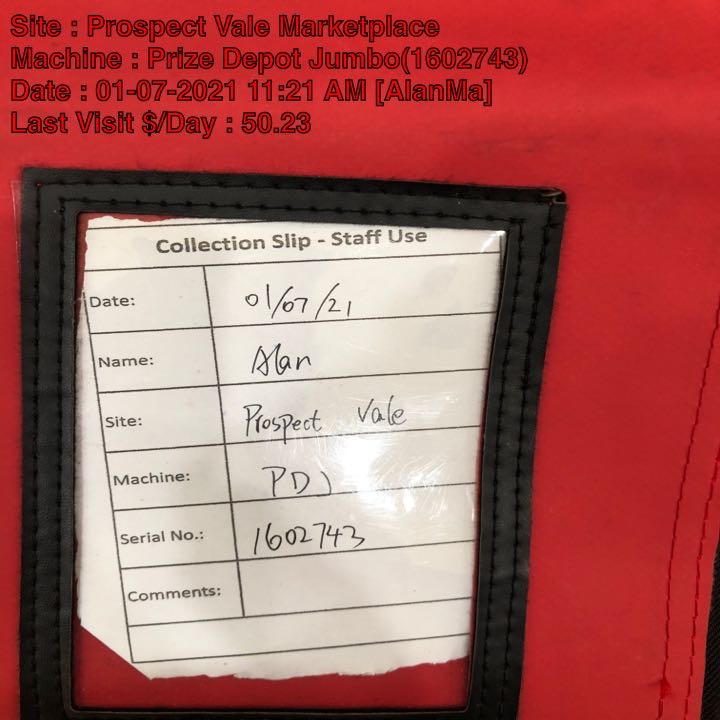 Site : Prospect Vale Marketplace
Machine : Prize Depot Jumbo(1602743)
Date : 01-07-2021 11:21 AM [AlanMa]
Last Visit $/Day : 50.23
Collection Slip - Staff Use
Date: 01/07/21
Name: Alan
Site: Prospect Vale
Machine: PDJ
Serial No.: 1602743
Comments: